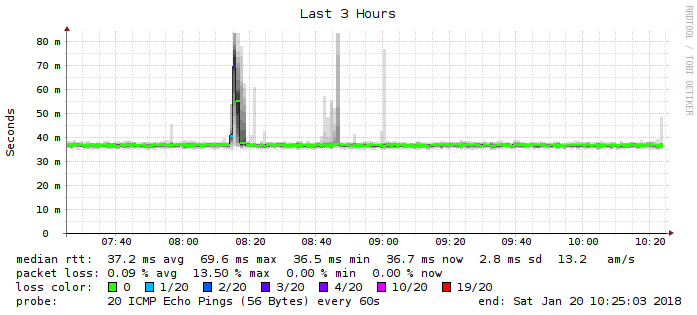 Last 3 Hours
RRDTOOL / TOBI OETIKER
Seconds
80 m
70 m
60 m
50 m
40 m
30 m
20 m
10 m
0
07:40 08:00 08:20 08:40 09:00 09:20 09:40 10:00 10:20
median rtt: 37.2 ms avg 69.6 ms max 36.5 ms min 36.7 ms now 2.8 ms sd 13.2 am/s
packet loss: 0.09 % avg 13.50 % max 0.00 % min 0.00 % now
loss color: 0 1/20 2/20 3/20 4/20 10/20 19/20
probe: 20 ICMP Echo Pings (56 Bytes) every 60s end: Sat Jan 20 10:25:03 2018